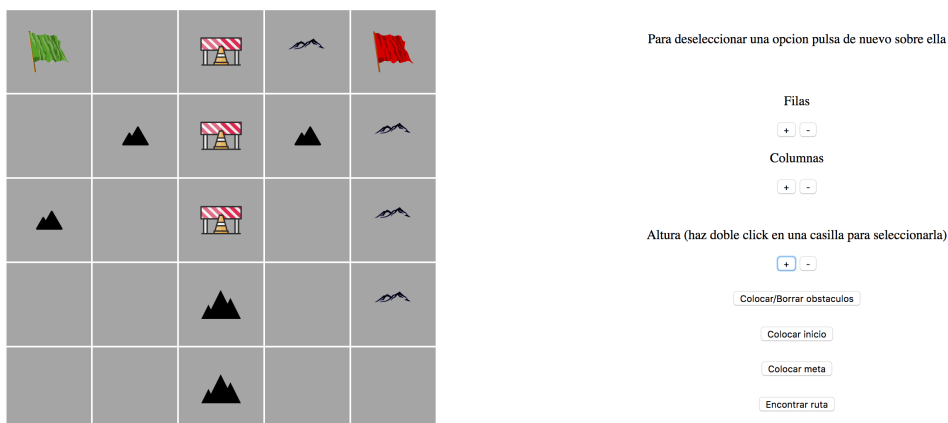 Para deseleccionar una opcion pulsa de nuevo sobre ella
Filas
+ -
Columnas
+ -
Altura (haz doble click en una casilla para seleccionarla)
+ -
Colocar/Borrar obstaculos
Colocar inicio
Colocar meta
Encontrar ruta